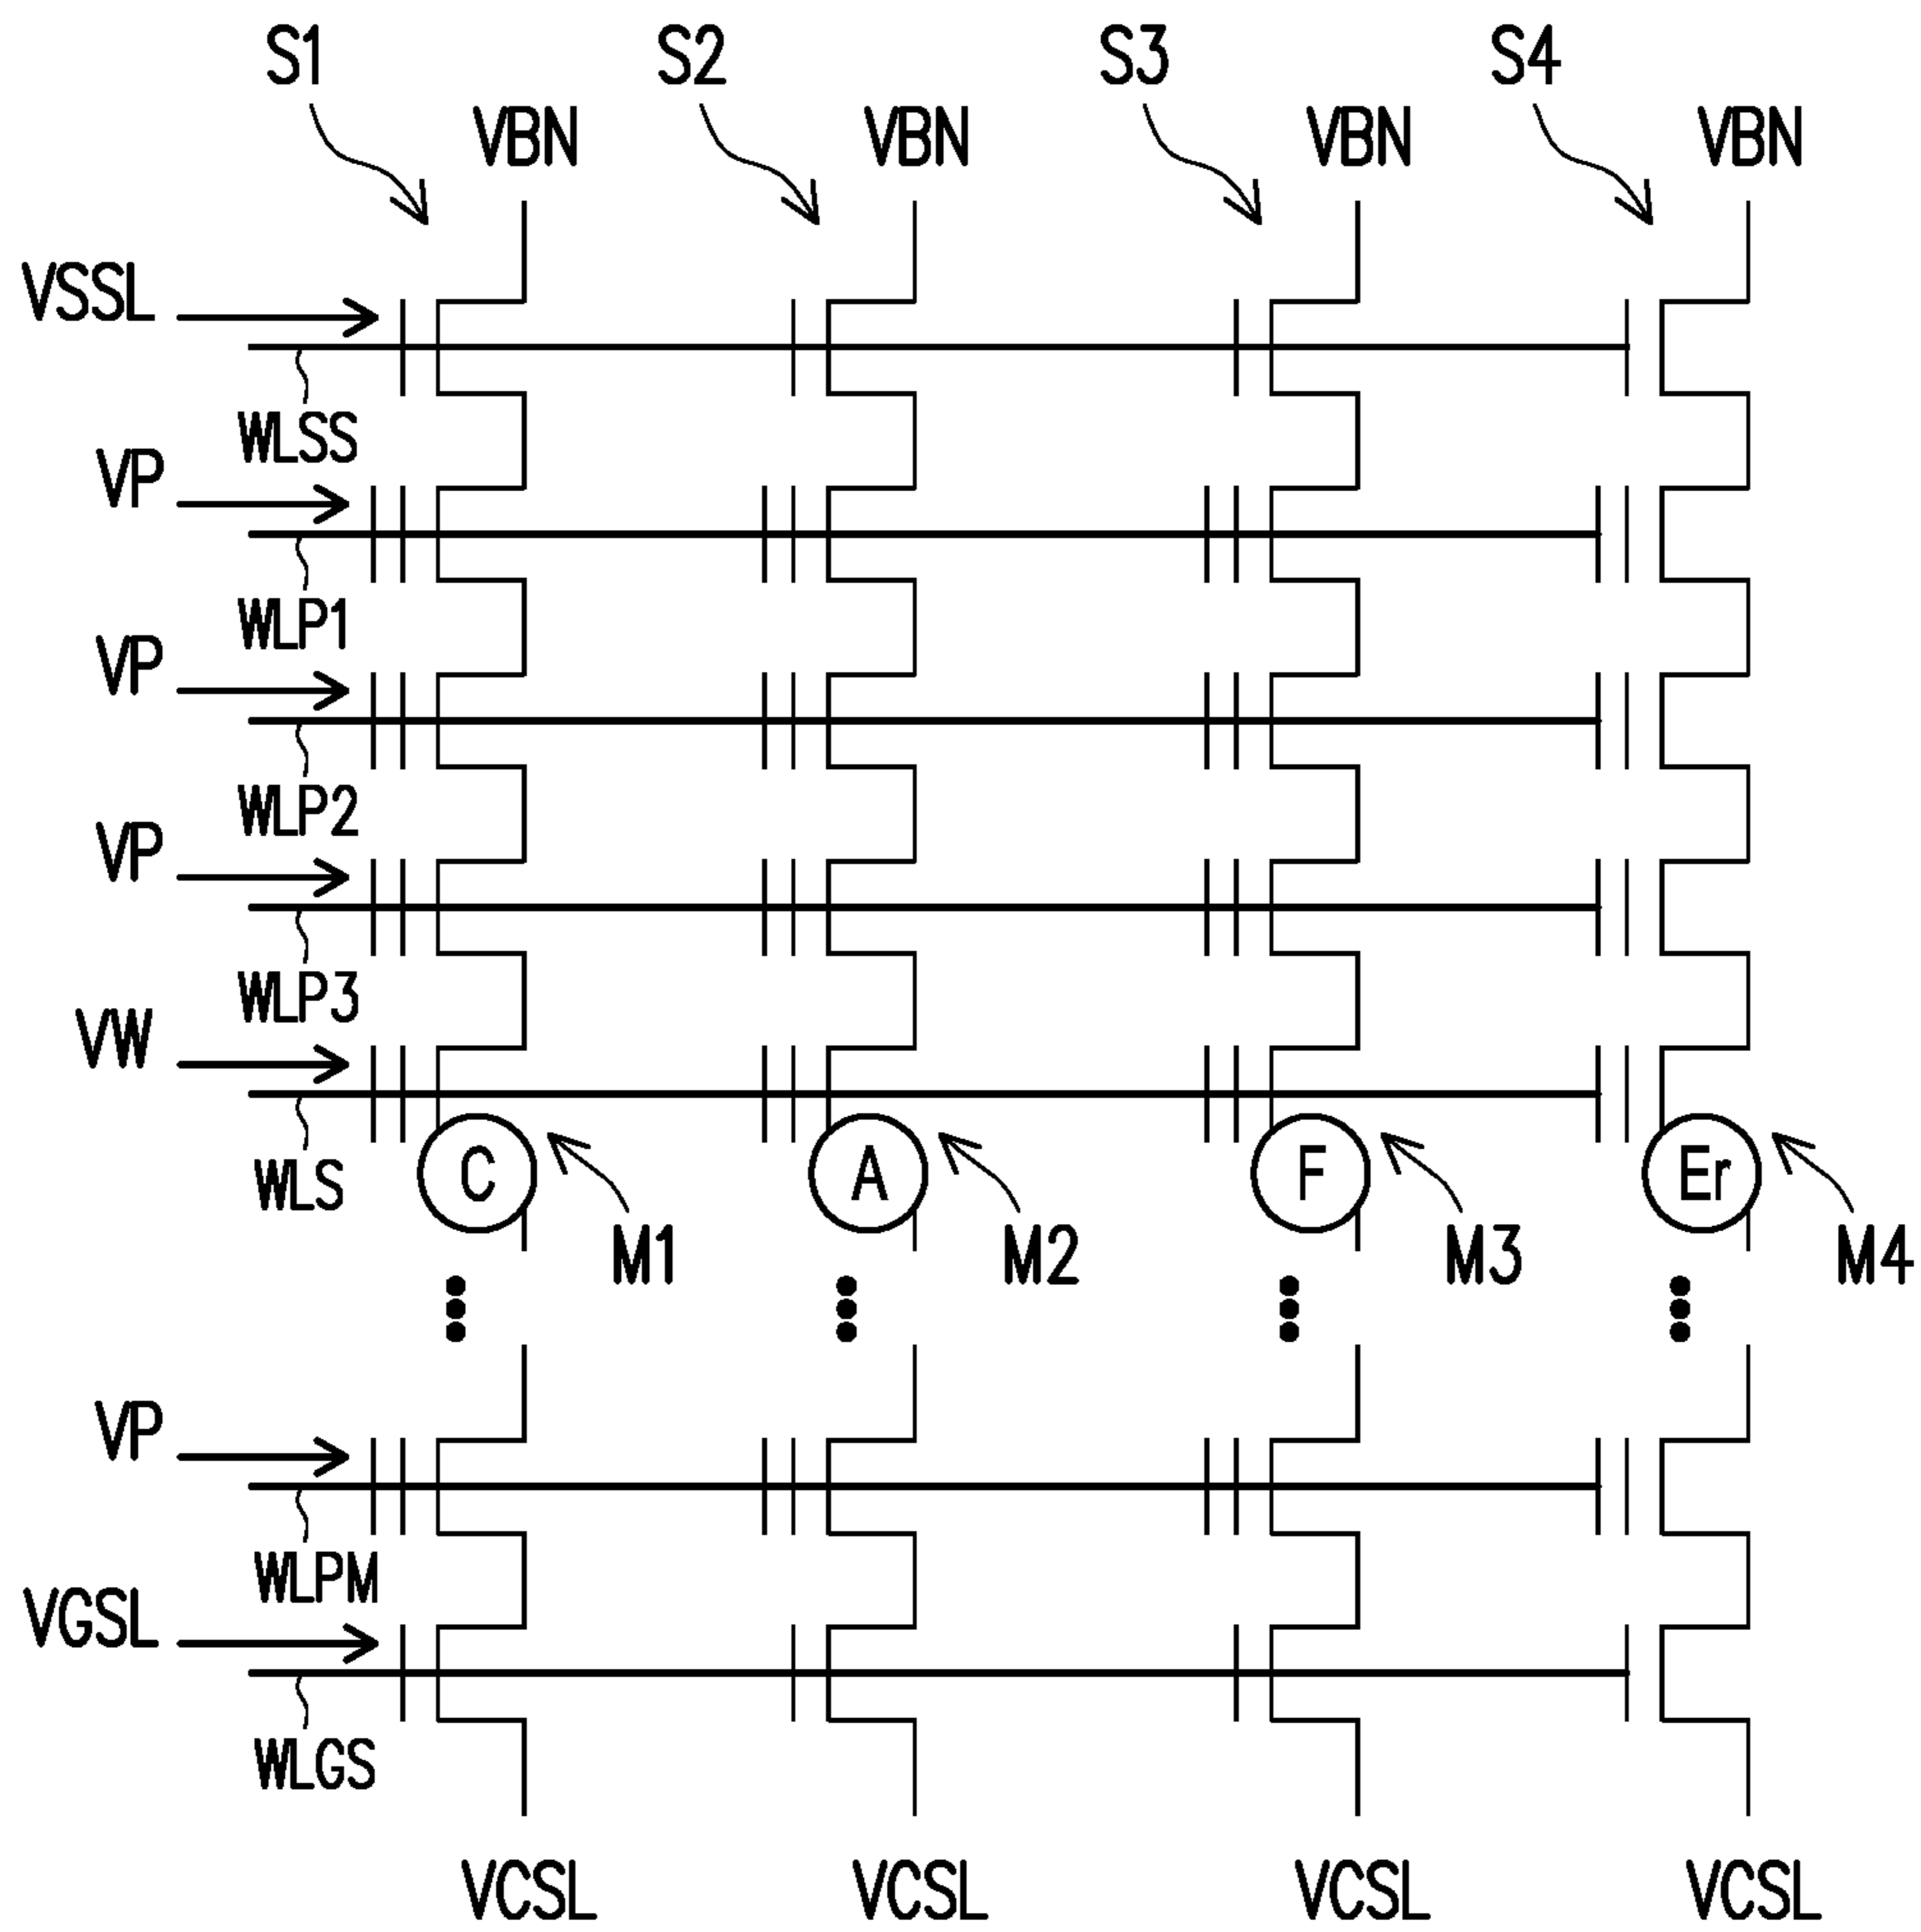 S1 S2 S3 S4
VBN VBN VBN VBN
VSSL
WLSS
VP
WLP1
VP
WLP2
VP
WLP3
VW
WLS
C A F Er
M1 M2 M3 M4
VP
WLPM
VGSL
WLGS
VCSL VCSL VCSL VCSL